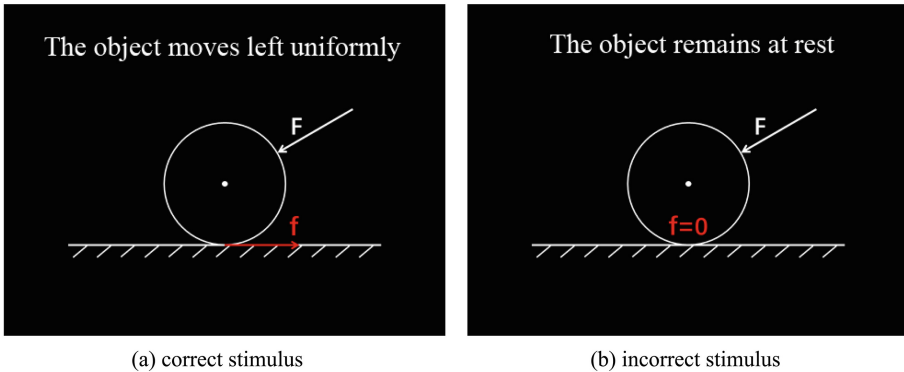 The object moves left uniformly
F
f
(a) correct stimulus
The object remains at rest
F
f=0
(b) incorrect stimulus